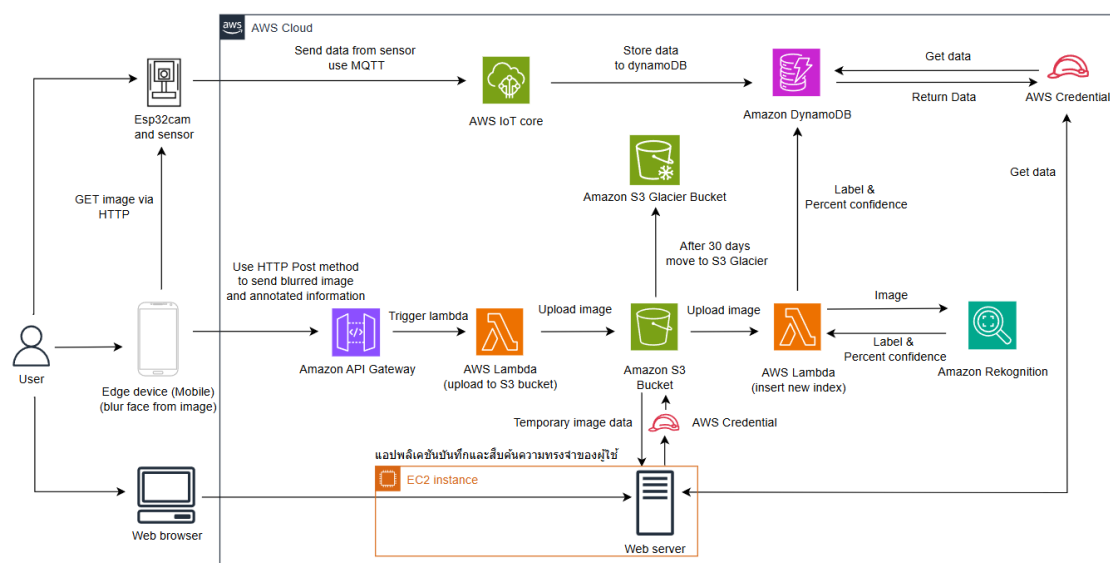 aws
AWS Cloud
Send data from sensor
use MQTT
Store data
to dynamoDB
Get data
Return Data
Esp32cam
and sensor
AWS IoT core
Amazon DynamoDB
AWS Credential
GET image via
HTTP
Amazon S3 Glacier Bucket
Label &
Percent confidence
Get data
After 30 days
move to S3 Glacier
Use HTTP Post method
to send blurred image
and annotated information
Trigger lambda
Upload image
Upload image
Image
Label &
Percent confidence
User
Edge device (Mobile)
(blur face from image)
Amazon API Gateway
AWS Lambda
(upload to S3 bucket)
Amazon S3
Bucket
AWS Lambda
(insert new index)
Amazon Rekognition
Temporary image data
AWS Credential
แอปพลิเคชันบันทึกและสืบค้นความทรงจำของผู้ใช้
EC2 instance
Web browser
Web server